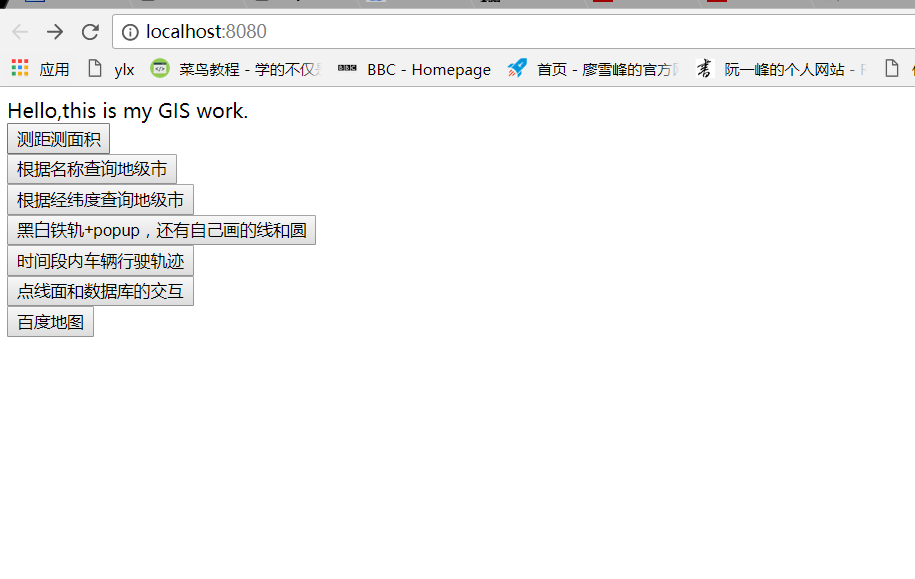 localhost:8080
应用 ylx 菜鸟教程 - 学的不仅 BBC - Homepage 首页 - 廖雪峰的官方 阮一峰的个人网站 -
Hello,this is my GIS work.
测距测面积
根据名称查询地级市
根据经纬度查询地级市
黑白铁轨+popup，还有自己画的线和圆
时间段内车辆行驶轨迹
点线面和数据库的交互
百度地图